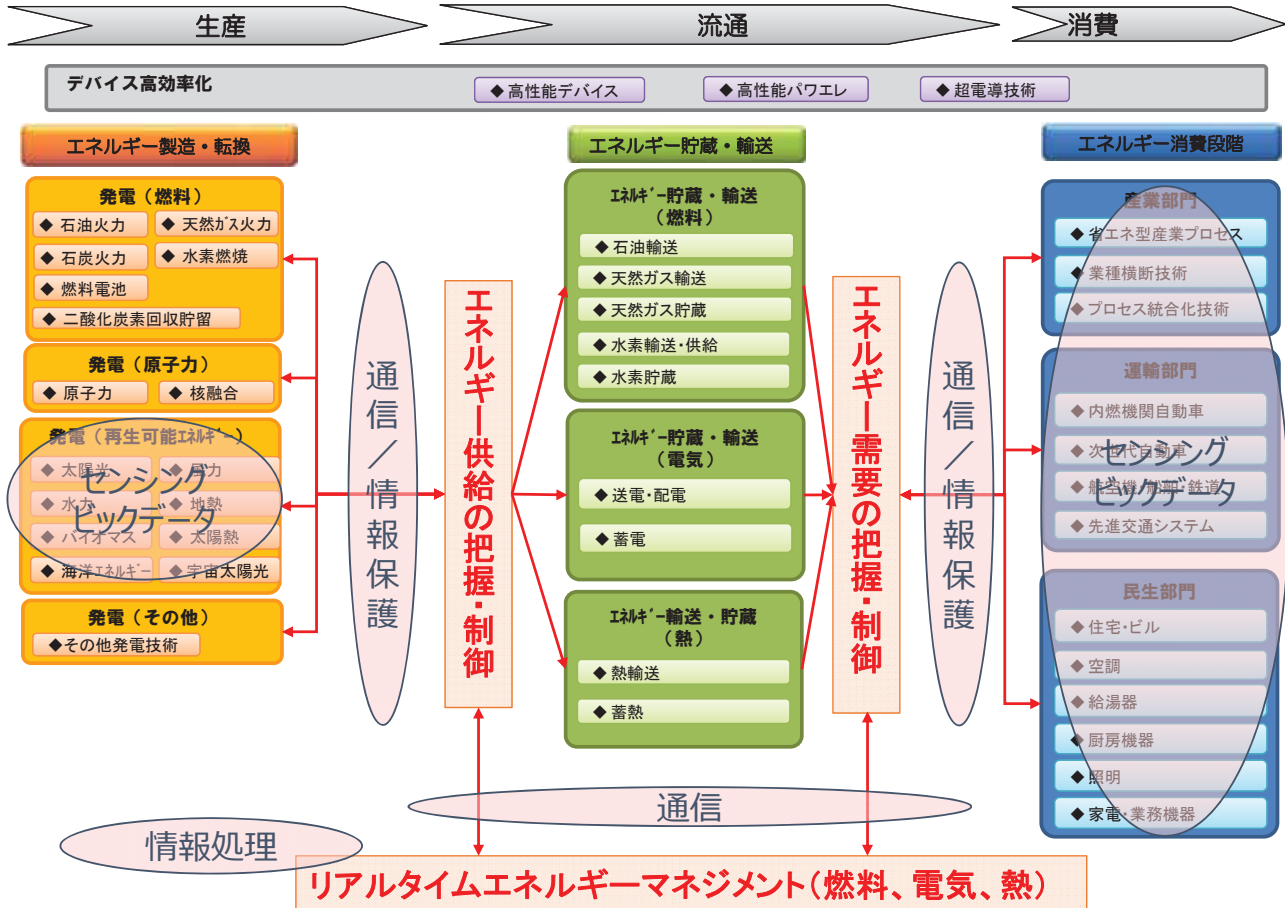 生産
流通
消費
デバイス高効率化
◆ 高性能デバイス
◆ 高性能パワエレ
◆ 超電導技術
エネルギー製造・転換
発電（燃料）
◆ 石油火力
◆ 天然ガス火力
◆ 石炭火力
◆ 水素燃焼
◆ 燃料電池
◆ 二酸化炭素回収貯留
発電（原子力）
◆ 原子力
◆ 核融合
発電（再生可能エネルギー）
◆ 太陽光
◆ 風力
◆ 水力
◆ 地熱
◆ バイオマス
◆ 太陽熱
◆ 海洋エネルギー
◆ 宇宙太陽光
センシング
ビックデータ
発電（その他）
◆その他発電技術
通信／情報保護
エネルギー供給の把握・制御
エネルギー貯蔵・輸送
エネルギー貯蔵・輸送
（燃料）
◆ 石油輸送
◆ 天然ガス輸送
◆ 天然ガス貯蔵
◆ 水素輸送・供給
◆ 水素貯蔵
エネルギー貯蔵・輸送
（電気）
◆ 送電・配電
◆ 蓄電
エネルギー輸送・貯蔵
（熱）
◆ 熱輸送
◆ 蓄熱
エネルギー需要の把握・制御
通信／情報保護
エネルギー消費段階
産業部門
◆ 省エネ型産業プロセス
◆ 業種横断技術
◆ プロセス統合化技術
運輸部門
◆ 内燃機関自動車
◆ 次世代自動車
◆ 航空機・船舶・鉄道
◆ 先進交通システム
センシング
ビックデータ
民生部門
◆ 住宅・ビル
◆ 空調
◆ 給湯器
◆ 厨房機器
◆ 照明
◆ 家電・業務機器
通信
情報処理
リアルタイムエネルギーマネジメント（燃料、電気、熱）